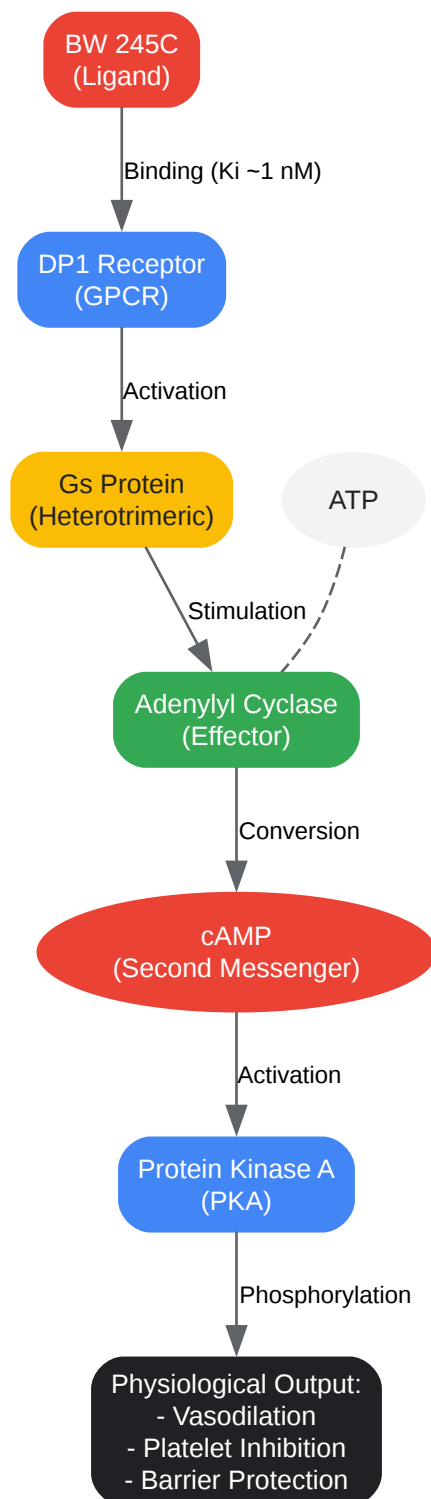 BW 245C
(Ligand)
Binding (Ki ~1 nM)
DP1 Receptor
(GPCR)
Activation
Gs Protein
(Heterotrimeric)
ATP
Stimulation
Adenylyl Cyclase
(Effector)
Conversion
cAMP
(Second Messenger)
Activation
Protein Kinase A
(PKA)
Phosphorylation
Physiological Output:
- Vasodilation
- Platelet Inhibition
- Barrier Protection